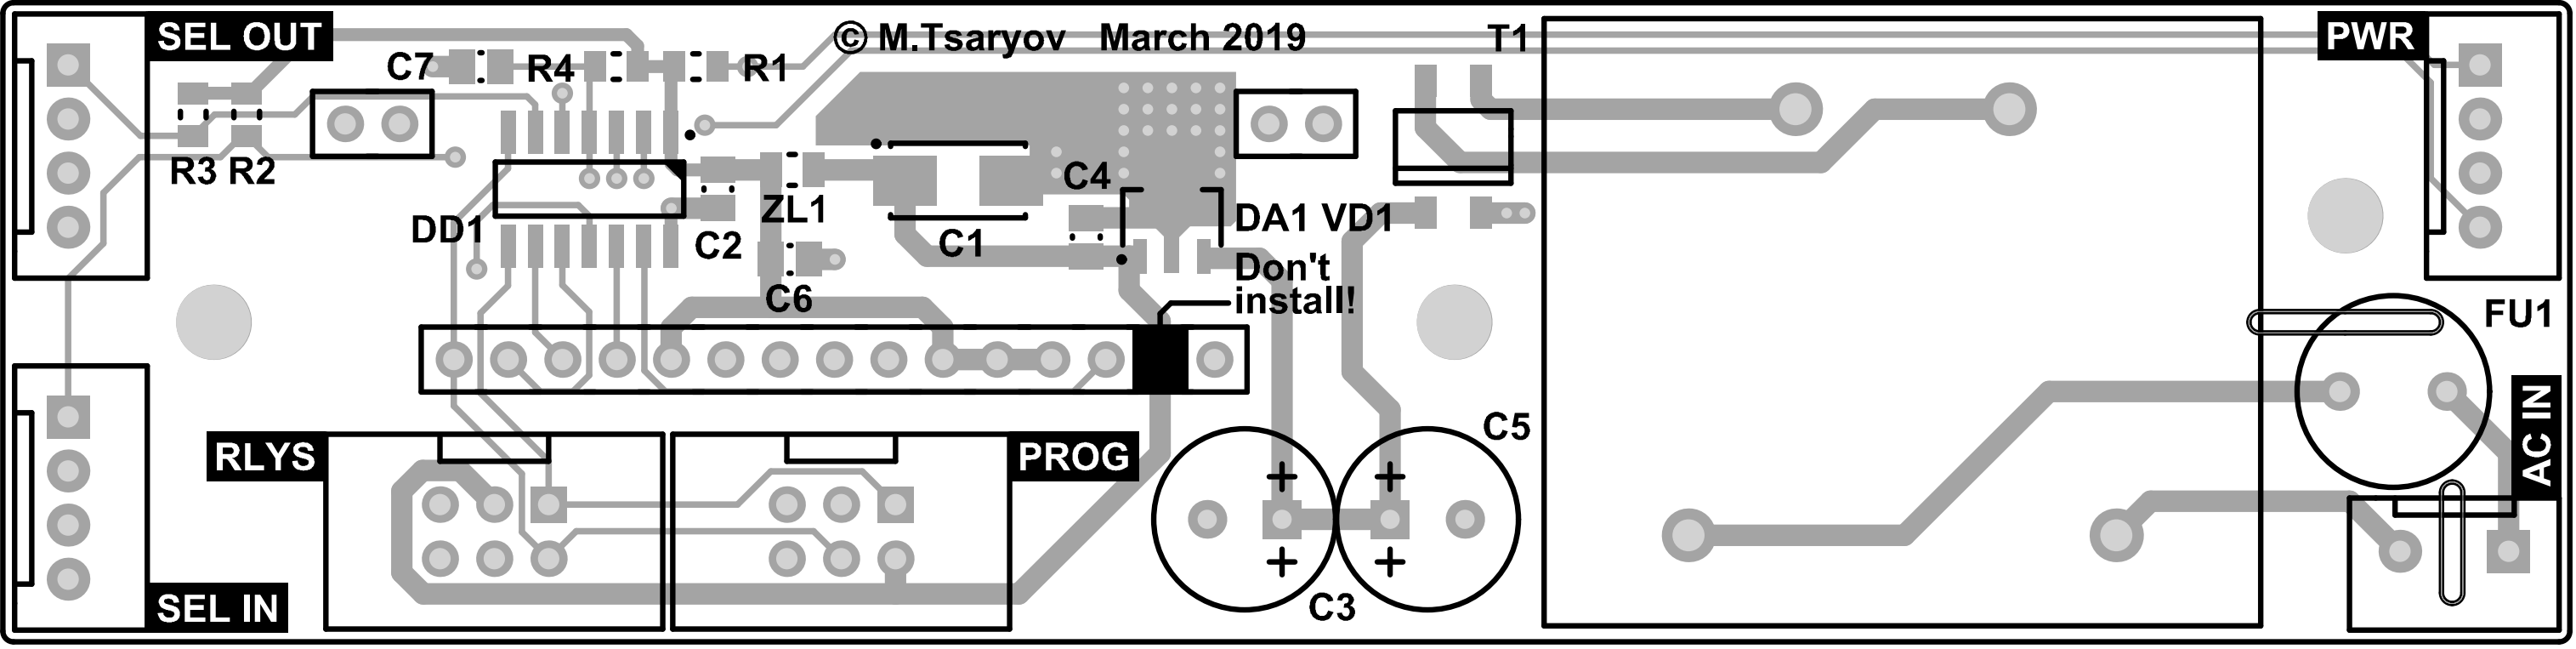 SEL OUT
© M.Tsaryov March 2019
T1
PWR
C7
R4
R1
R3 R2
C4
ZL1
DD1
C2
C1
DA1 VD1
Don't
install!
C6
FU1
AC IN
C5
RLYS
PROG
+ +
+ +
C3
SEL IN